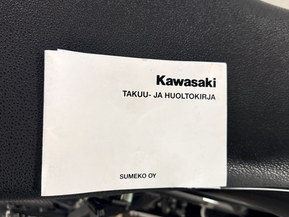 Kawasaki
TAKUU- JA HUOLTOKIRJA
SUMEKO OY